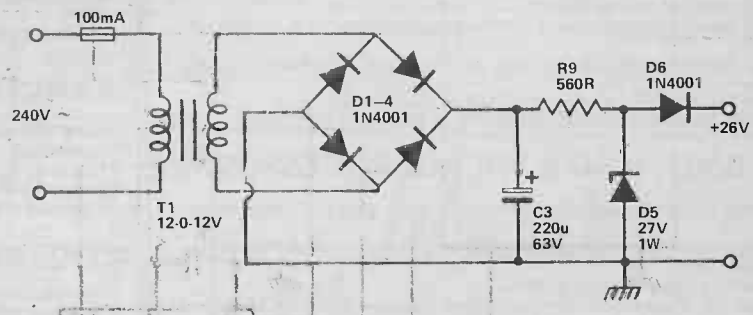 100mA
240V
~
T1
12-0-12V
D1–4
1N4001
R9
560R
D6
1N4001
+26V
+
C3
220u
63V
D5
27V
1W